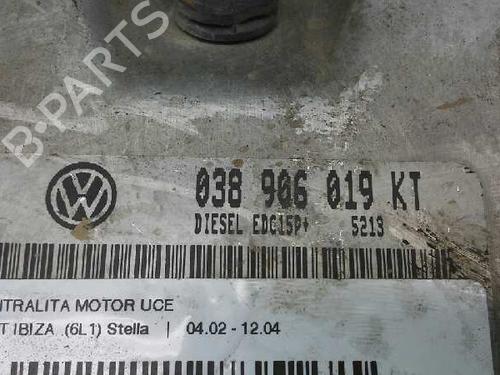 B-PARTS
038 906 019 KT
DIESEL EDC15P+ 5213
NTRALITA MOTOR UCE
T IBIZA (6L1) Stella | 04.02 - 12.04